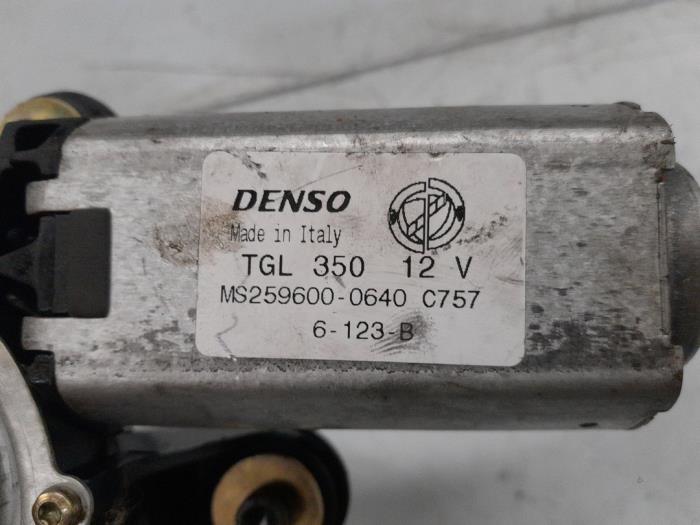 DENSO
Made in Italy
TGL 350 12 V
MS259600-0640 C757
6-123-B